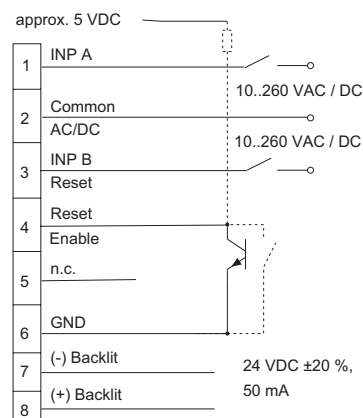 approx. 5 VDC
1 INP A
10..260 VAC / DC
2 Common
AC/DC
10..260 VAC / DC
3 INP B
Reset
4 Reset
Enable
5 n.c.
6 GND
7 (-) Backlit
24 VDC ±20 %,
50 mA
8 (+) Backlit